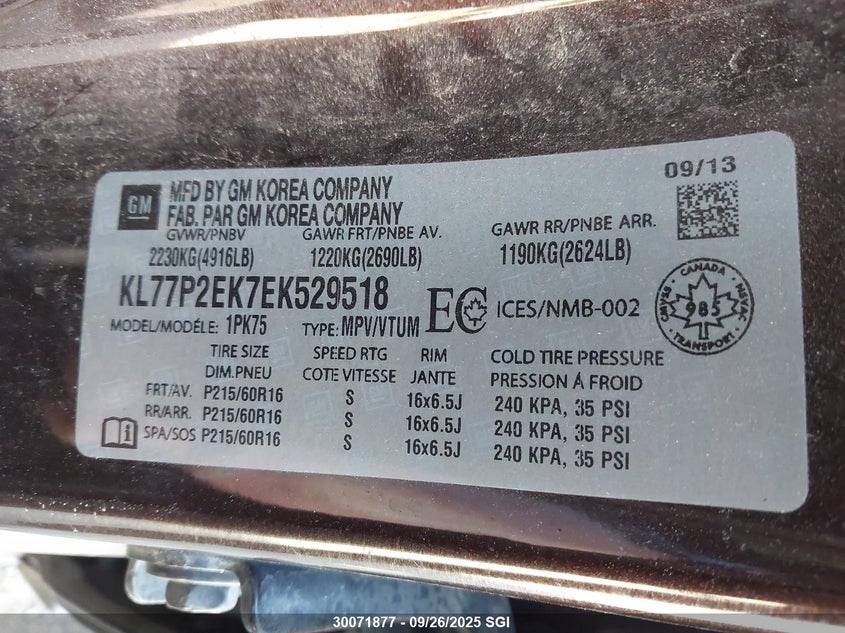 09/13
GM
MFD BY GM KOREA COMPANY
FAB. PAR GM KOREA COMPANY
GVWR/PNBV GAWR FRT/PNBE AV. GAWR RR/PNBE ARR.
2230KG(4916LB) 1220KG(2690LB) 1190KG(2624LB)
KL77P2EK7EK529518 EC ICES/NMB-002
CANADA
985
TRANSPORT
MODEL/MODÉLE: 1PK75 TYPE: MPV/VTUM
TIRE SIZE SPEED RTG RIM COLD TIRE PRESSURE
DIM.PNEU COTE VITESSE JANTE PRESSION Á FROID
FRT/AV. P215/60R16 S 16x6.5J 240 KPA, 35 PSI
RR/ARR. P215/60R16 S 16x6.5J 240 KPA, 35 PSI
SPA/SOS P215/60R16 S 16x6.5J 240 KPA, 35 PSI
30071877 - 09/26/2025 SGI